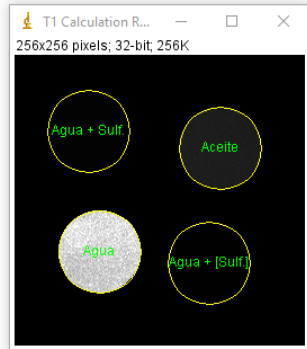 T1 Calculation R...
256x256 pixels; 32-bit; 256K
Agua + Sulf.
Aceite
Agua
Agua + [Sulf.]